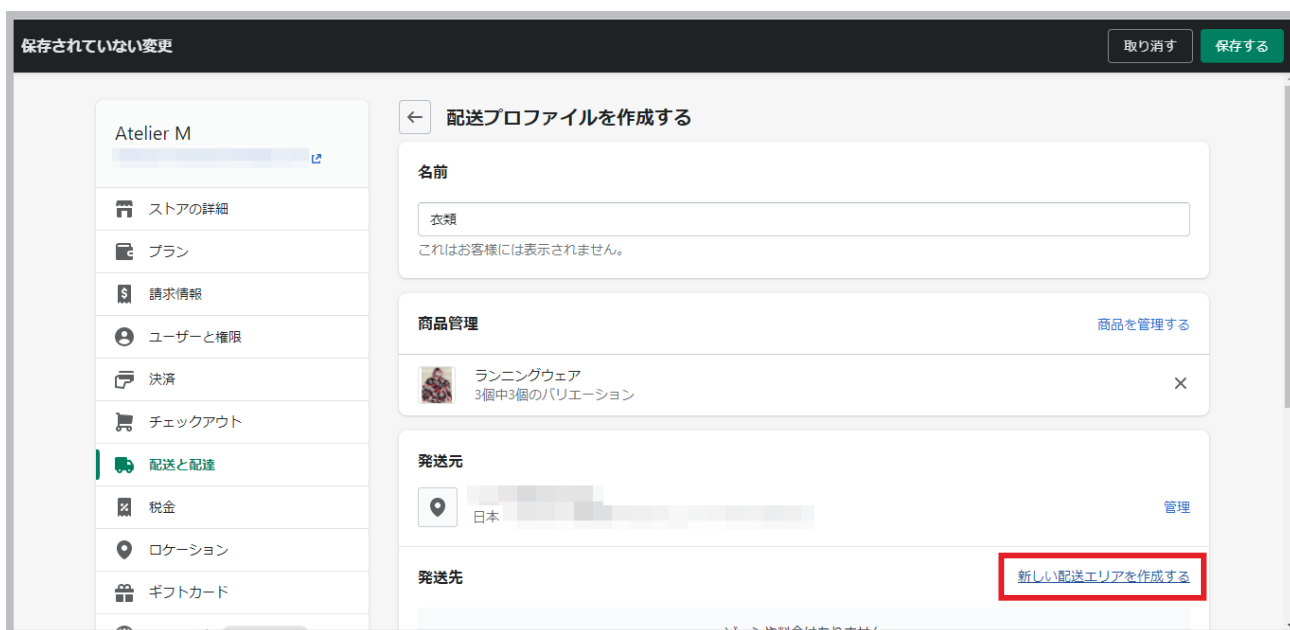 保存されていない変更
取り消す
保存する
Atelier M
ストアの詳細
プラン
請求情報
ユーザーと権限
決済
チェックアウト
配送と配達
税金
ロケーション
ギフトカード
配送プロファイルを作成する
名前
衣類
これはお客様には表示されません。
商品管理
商品を管理する
ランニングウェア
3個中3個のバリエーション
発送元
日本
管理
発送先
新しい配送エリアを作成する